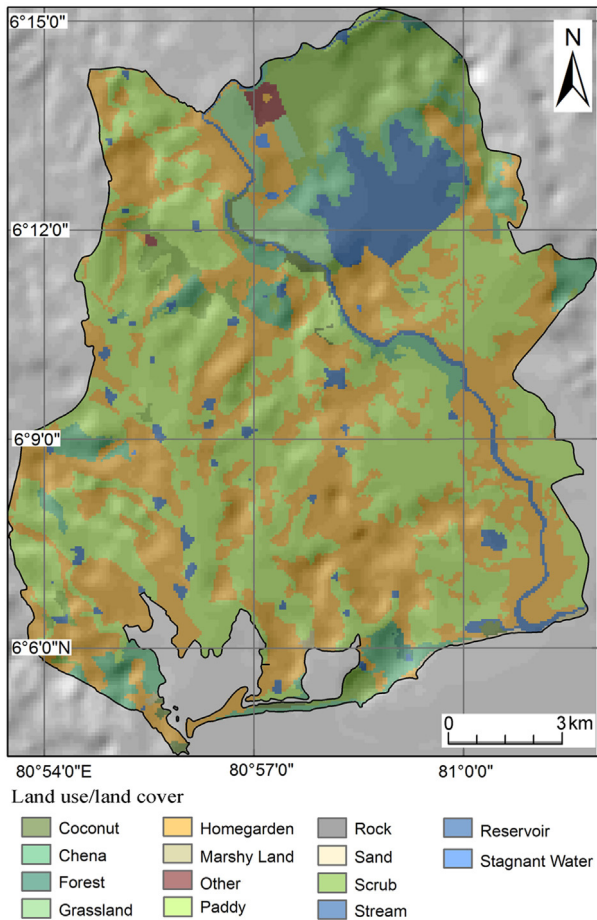 6°15'0"
N
6°12'0"
6°9'0"
6°6'0"N
0 3 km
80°54'0"E 80°57'0" 81°0'0"
Land use/land cover
Coconut Homegarden Rock Reservoir
Chena Marshy Land Sand Stagnant Water
Forest Other Scrub
Grassland Paddy Stream